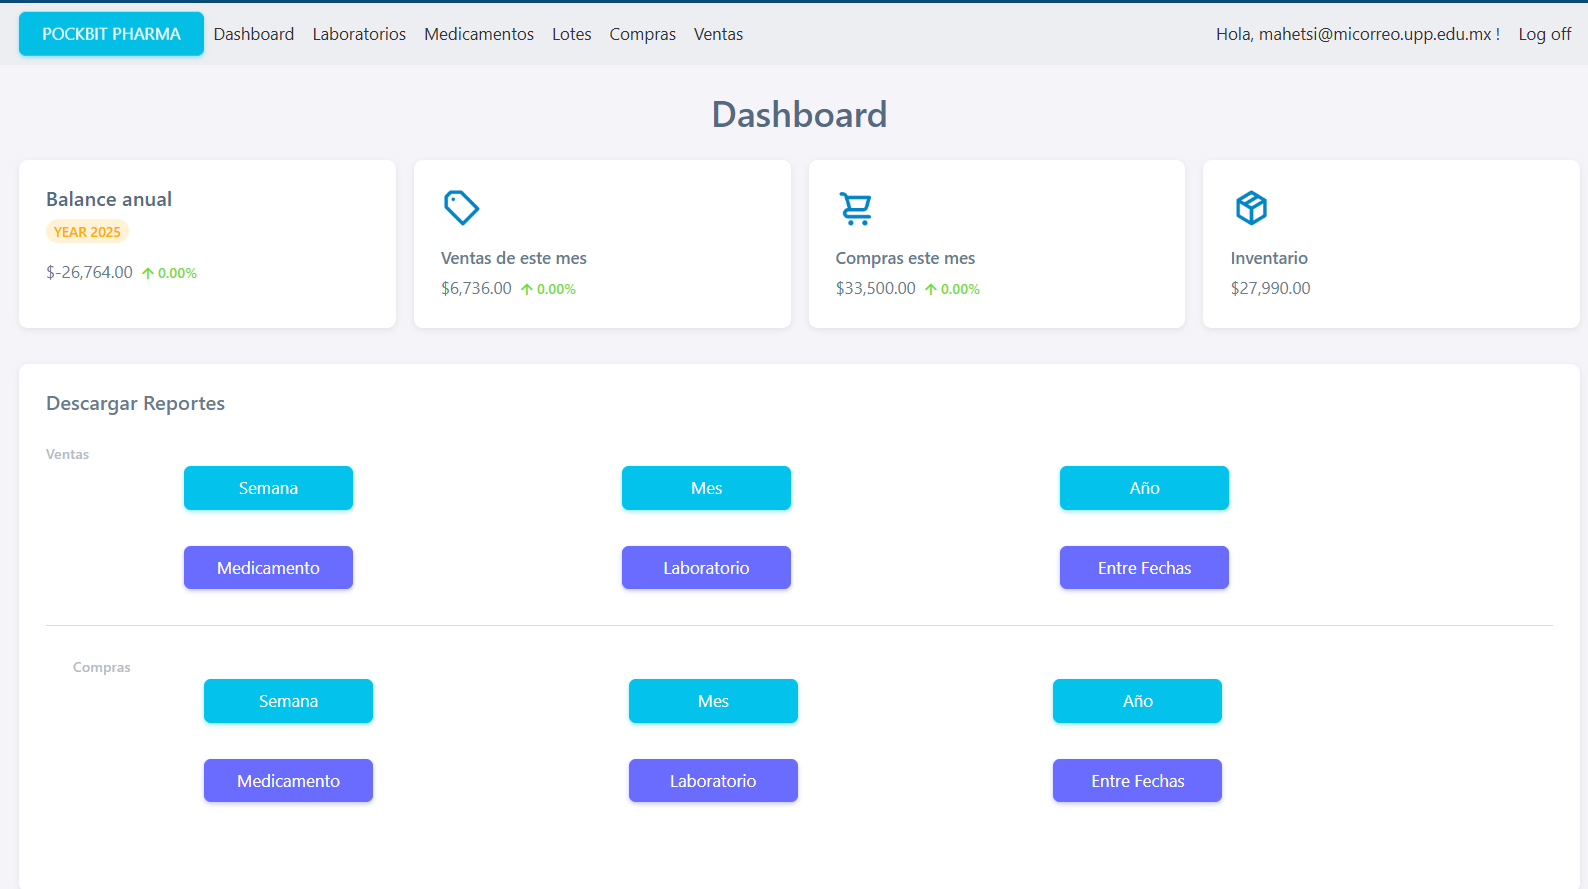 POCKBIT PHARMA Dashboard Laboratorios Medicamentos Lotes Compras Ventas Hola, mahetsi@micorreo.upp.edu.mx ! Log off
Dashboard
Balance anual
YEAR 2025
$-26,764.00 0.00%
Ventas de este mes
$6,736.00 0.00%
Compras este mes
$33,500.00 0.00%
Inventario
$27,990.00
Descargar Reportes
Ventas
Semana Mes Año
Medicamento Laboratorio Entre Fechas
Compras
Semana Mes Año
Medicamento Laboratorio Entre Fechas